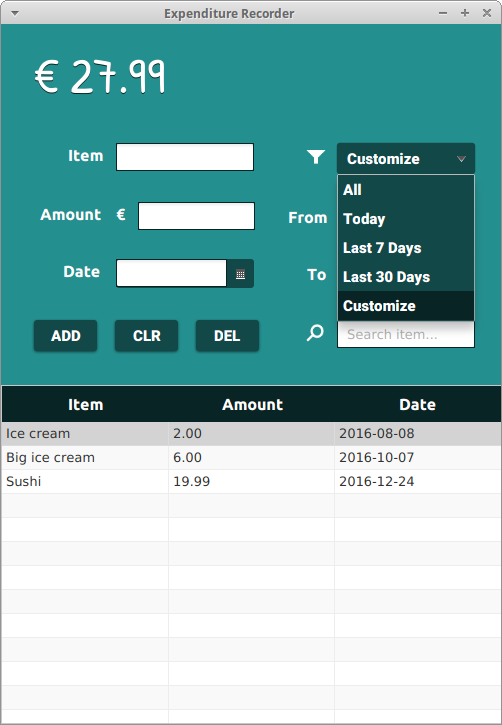 Expenditure Recorder
€ 27.99
Item
Customize
All
Amount €
From
Today
Last 7 Days
Date
To
Last 30 Days
Customize
ADD CLR DEL
Search item...
Item Amount Date
Ice cream 2.00 2016-08-08
Big ice cream 6.00 2016-10-07
Sushi 19.99 2016-12-24